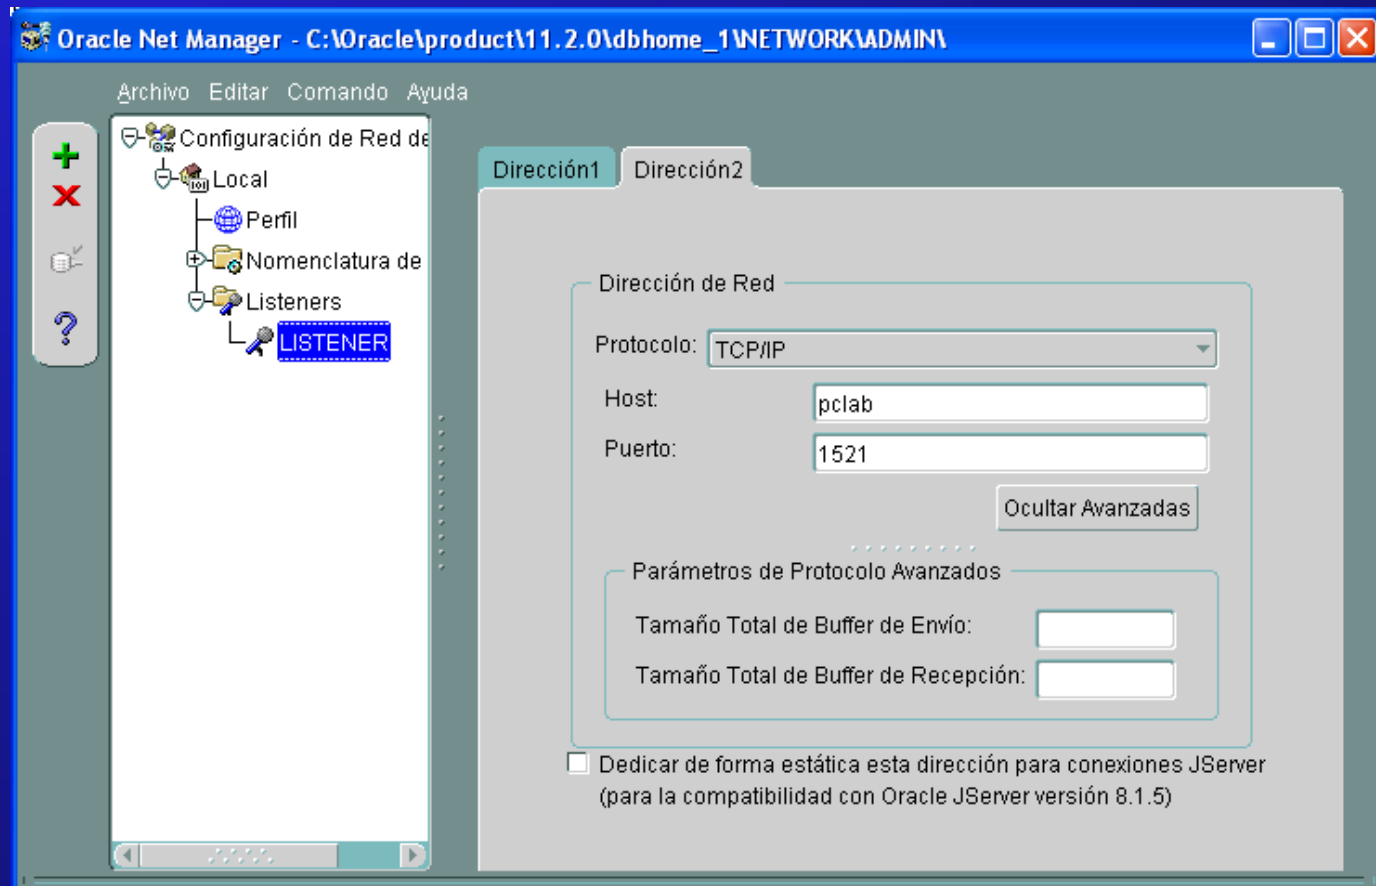 Oracle Net Manager - C:\Oracle\product\11.2.0\dbhome_1\NETWORK\ADMIN\
Archivo Editar Comando Ayuda
Configuración de Red de
Local
Perfil
Nomenclatura de
Listeners
LISTENER
Dirección1 Dirección2
Dirección de Red
Protocolo: TCP/IP
Host: pclab
Puerto: 1521
Ocultar Avanzadas
Parámetros de Protocolo Avanzados
Tamaño Total de Buffer de Envío:
Tamaño Total de Buffer de Recepción:
Dedicar de forma estática esta dirección para conexiones JServer
(para la compatibilidad con Oracle JServer versión 8.1.5)